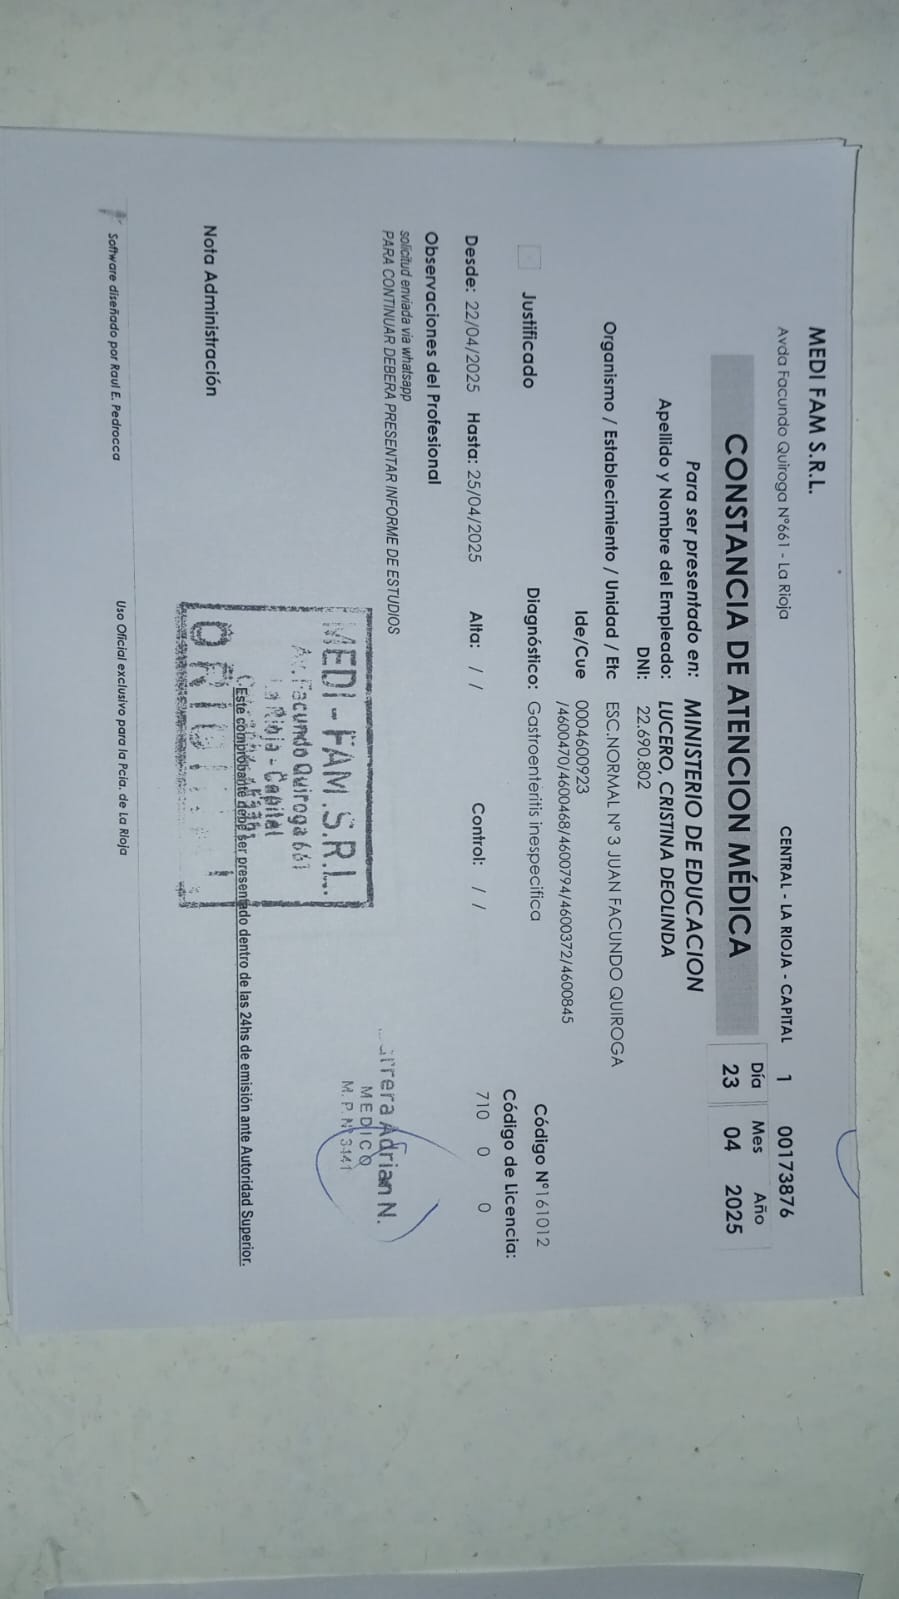 MEDI FAM S.R.L.
Avda Facundo Quiroga Nº661 - La Rioja
CENTRAL - LA RIOJA - CAPITAL 1 00173876
CONSTANCIA DE ATENCION MÉDICA
Día Mes Año
23 04 2025
Para ser presentado en: MINISTERIO DE EDUCACION
Apellido y Nombre del Empleado: LUCERO, CRISTINA DEOLINDA
DNI: 22.690.802
Organismo / Establecimiento / Unidad / Etc ESC.NORMAL Nº 3 JUAN FACUNDO QUIROGA
Ide/Cue 0004600923
/4600470/4600468/4600794/4600372/4600845
Código Nº161012
Justificado
Diagnóstico: Gastroenteritis inespecifica
Código de Licencia:
Desde: 22/04/2025 Hasta: 25/04/2025 Alta: / / Control: / / 710 0 0
Observaciones del Profesional
solicitud enviada via whatsapp
PARA CONTINUAR DEBERA PRESENTAR INFORME DE ESTUDIOS
Adrian N.
MEDICO
M. P. Nº 3441
MEDI - FAM .S.R.L.
Av. Facundo Quiroga 661
La Rioja - Capital
Este comprobante debe ser presentado dentro de las 24hs de emisión ante Autoridad Superior.
Nota Administración
Software diseñado por Raul E. Pedrocca
Uso Oficial exclusivo para la Pcia. de La Rioja